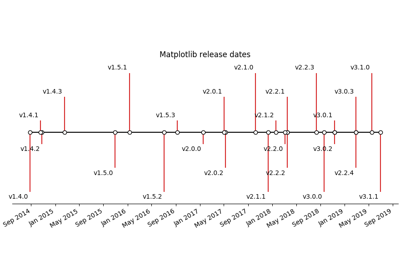 Matplotlib release dates
v1.5.1
v2.1.0
v2.2.3
v3.1.0
v1.4.3
v2.0.1
v2.2.1
v3.0.3
v1.4.1
v1.5.3
v2.1.2
v3.0.1
v1.4.2
v2.0.0
v2.2.0
v3.0.2
v1.5.0
v2.0.2
v2.2.2
v2.2.4
v1.4.0
v1.5.2
v2.1.1
v3.0.0
v3.1.1
Sep 2014
Jan 2015
May 2015
Sep 2015
Jan 2016
May 2016
Sep 2016
Jan 2017
May 2017
Sep 2017
Jan 2018
May 2018
Sep 2018
Jan 2019
May 2019
Sep 2019